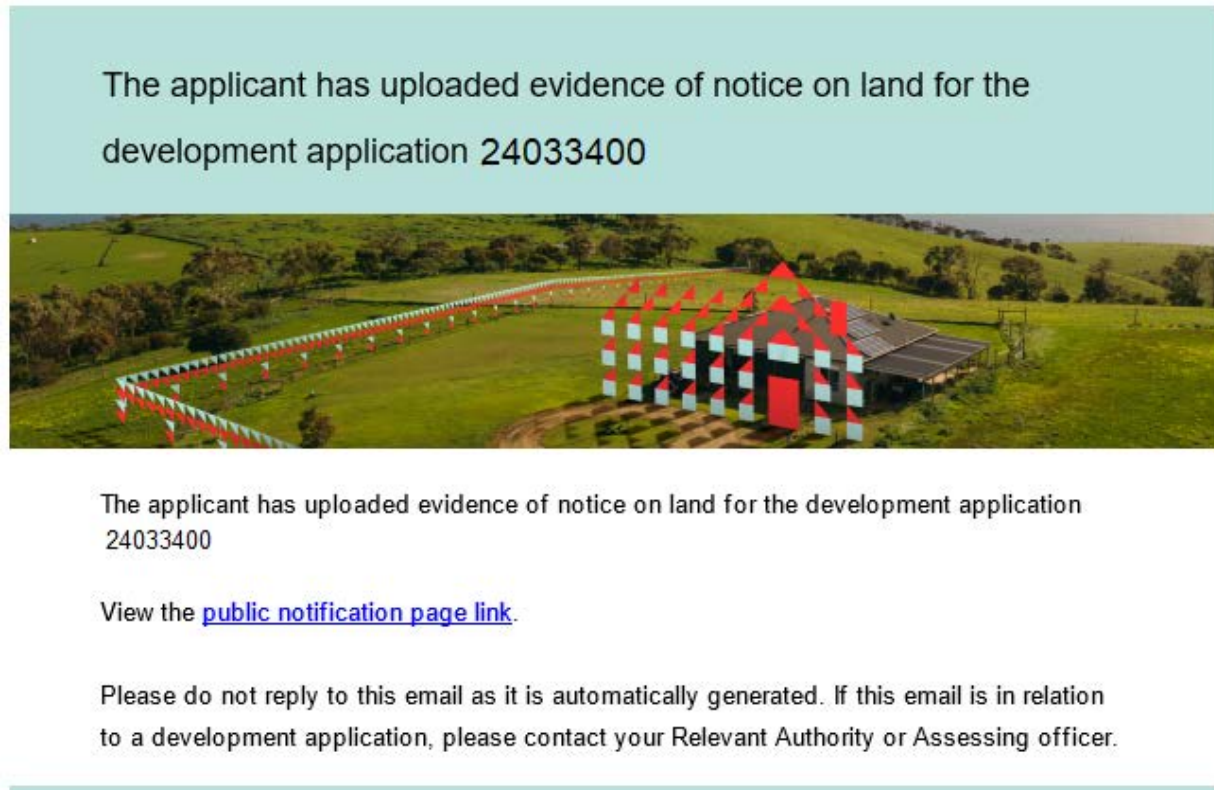 The applicant has uploaded evidence of notice on land for the
development application 24033400
The applicant has uploaded evidence of notice on land for the development application
24033400
View the public notification page link.
Please do not reply to this email as it is automatically generated. If this email is in relation
to a development application, please contact your Relevant Authority or Assessing officer.